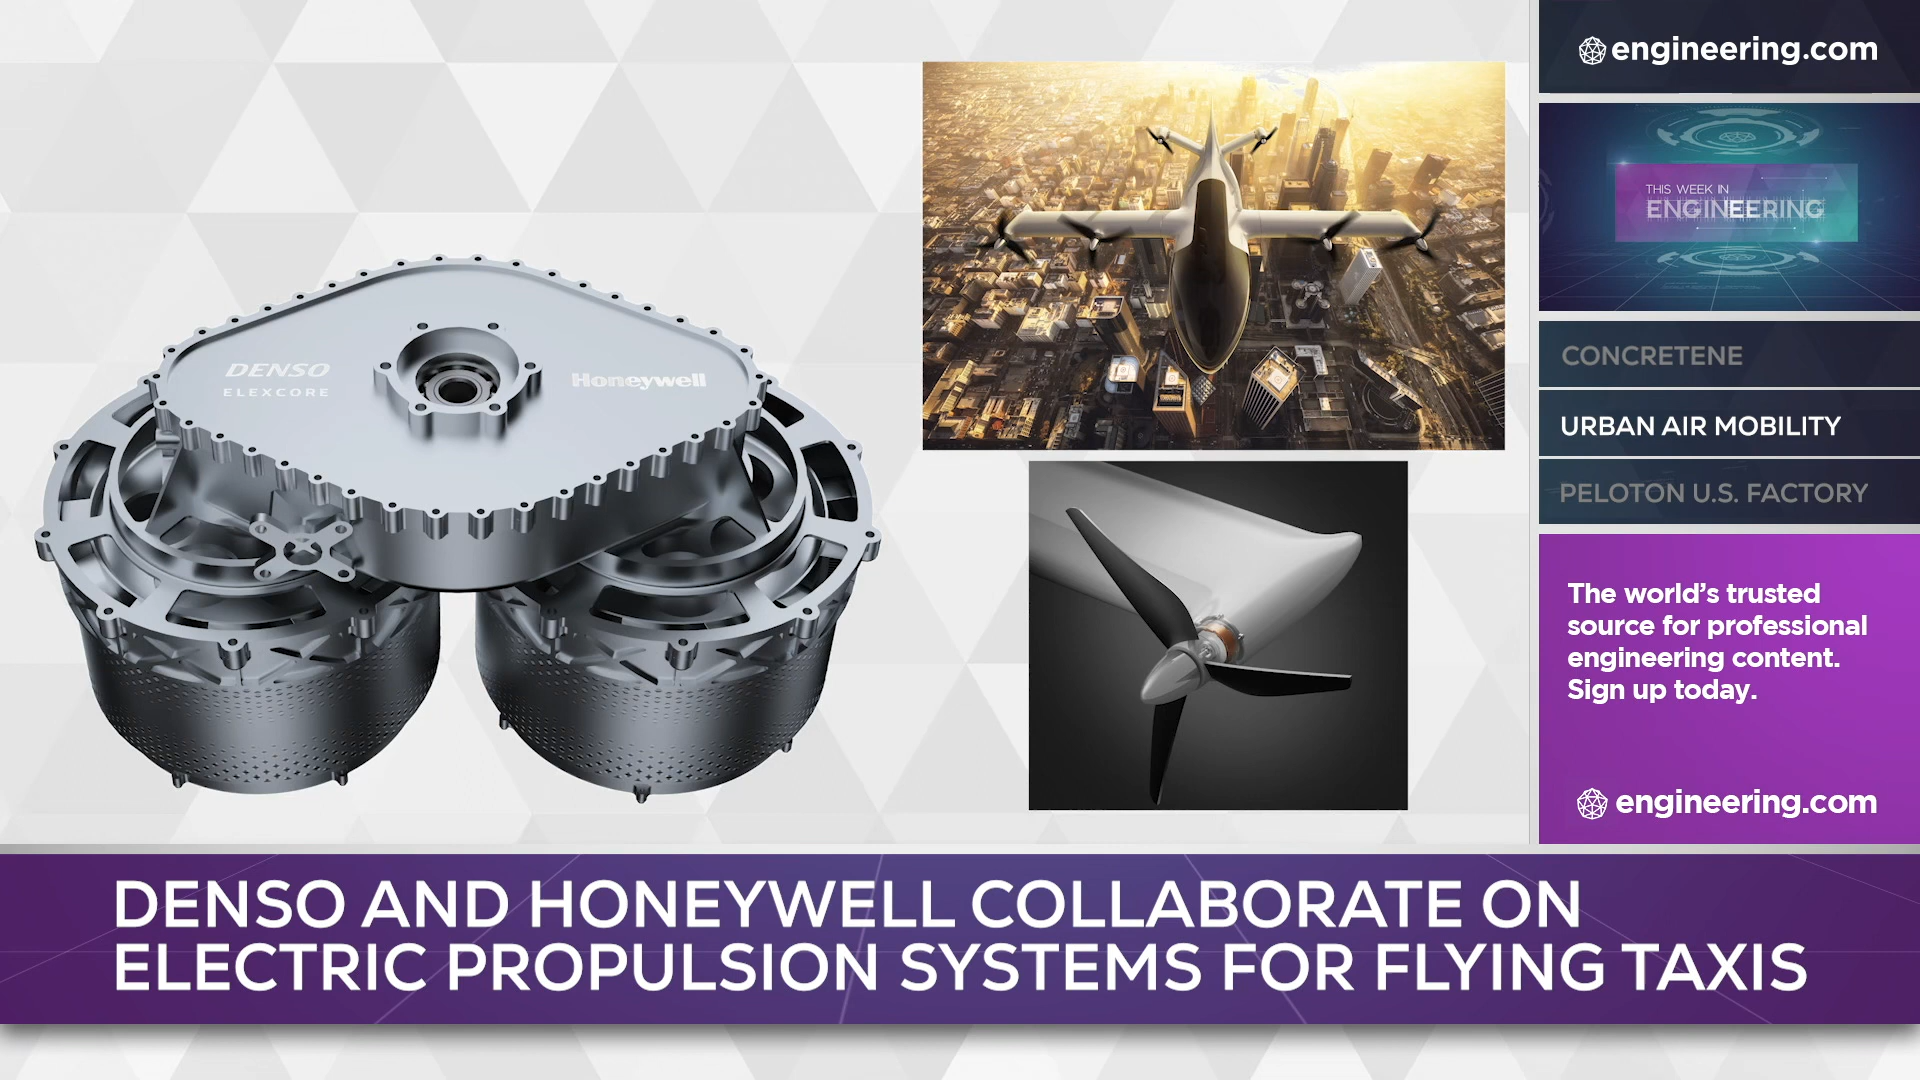 DENSO
ELEXCORE
Honeywell
engineering.com
THIS WEEK IN
ENGINEERING
CONCRETENE
URBAN AIR MOBILITY
PELOTON U.S. FACTORY
The world's trusted
source for professional
engineering content.
Sign up today.
engineering.com
DENSO AND HONEYWELL COLLABORATE ON
ELECTRIC PROPULSION SYSTEMS FOR FLYING TAXIS